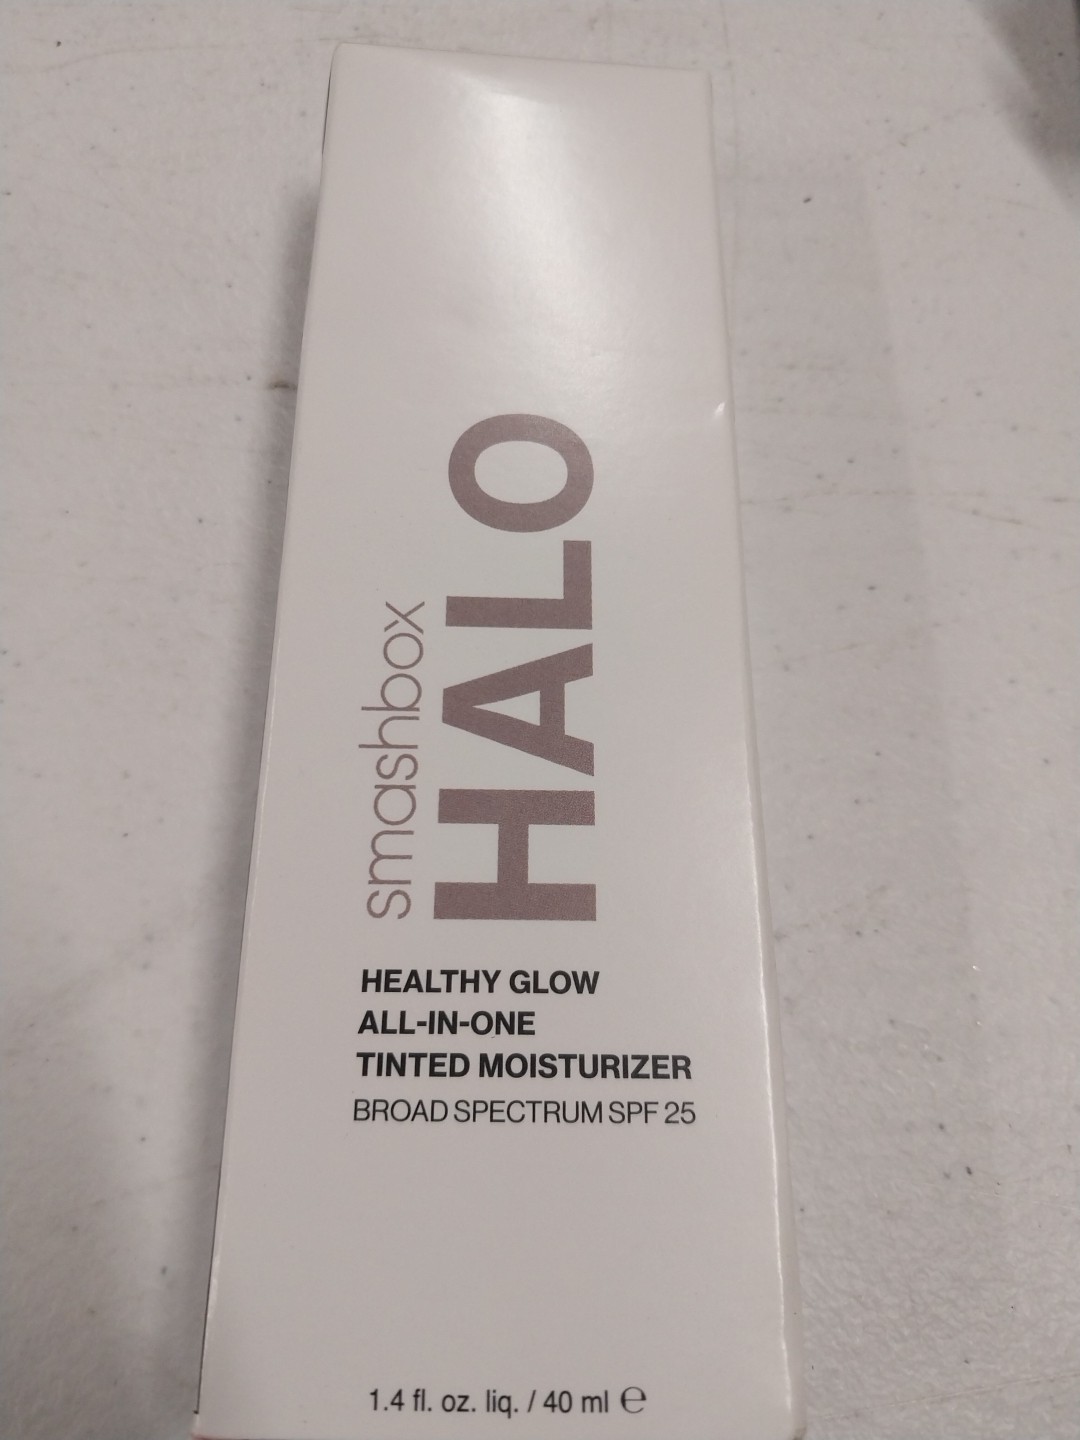 smashbox
HALO
HEALTHY GLOW
ALL-IN-ONE
TINTED MOISTURIZER
BROAD SPECTRUM SPF 25
1.4 fl. oz. liq. / 40 ml ℮